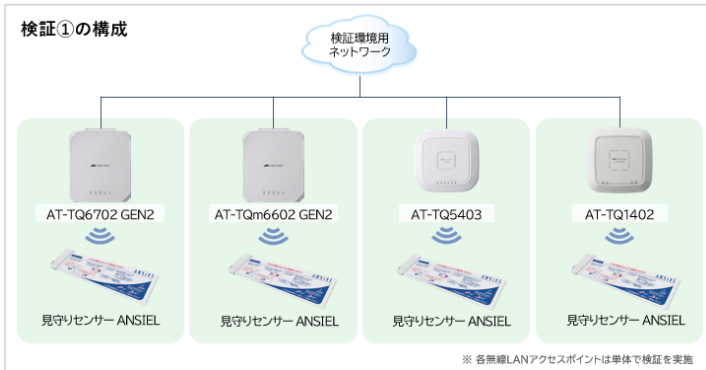 検証①の構成
検証環境用
ネットワーク
AT-TQ6702 GEN2
AT-TQm6602 GEN2
AT-TQ5403
AT-TQ1402
ANSIEL
ANSIEL
ANSIEL
ANSIEL
見守りセンサー ANSIEL
見守りセンサー ANSIEL
見守りセンサー ANSIEL
見守りセンサー ANSIEL
※ 各無線LANアクセスポイントは単体で検証を実施